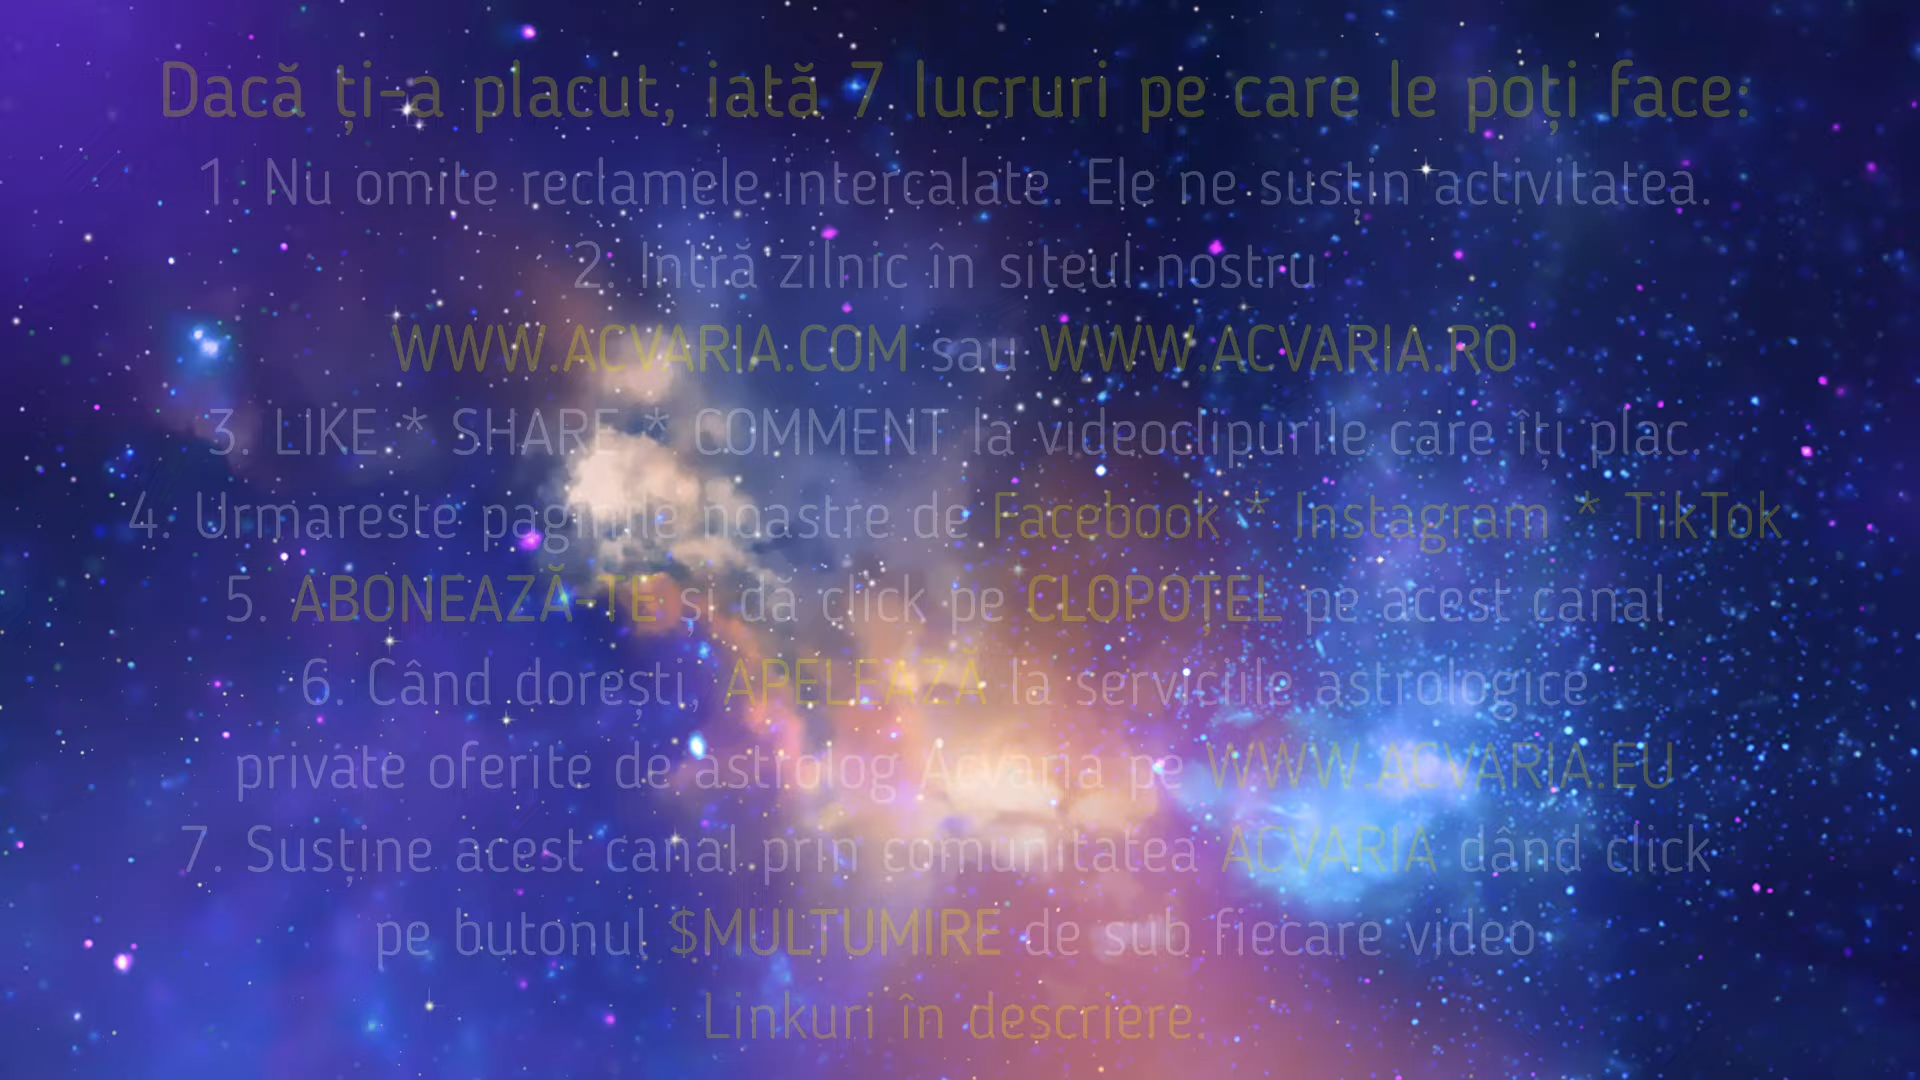 Dacă ți-a placut, iată 7 lucruri pe care le poți face:
1. Nu omite reclamele intercalate. Ele ne susțin activitatea.
2. Intră zilnic în siteul nostru
WWW.ACVARIA.COM sau WWW.ACVARIA.RO
3. LIKE * SHARE * COMMENT la videoclipurile care îți plac.
4. Urmareste paginile noastre de Facebook * Instagram * TikTok
5. ABONEAZĂ-TE și dă click pe CLOPOȚEL pe acest canal
6. Când dorești, APELEAZĂ la serviciile astrologice
private oferite de astrolog Acvaria pe WWW.ACVARIA.EU
7. Susține acest canal prin comunitatea ACVARIA dând click
pe butonul $MULTUMIRE de sub fiecare video
Linkuri în descriere.